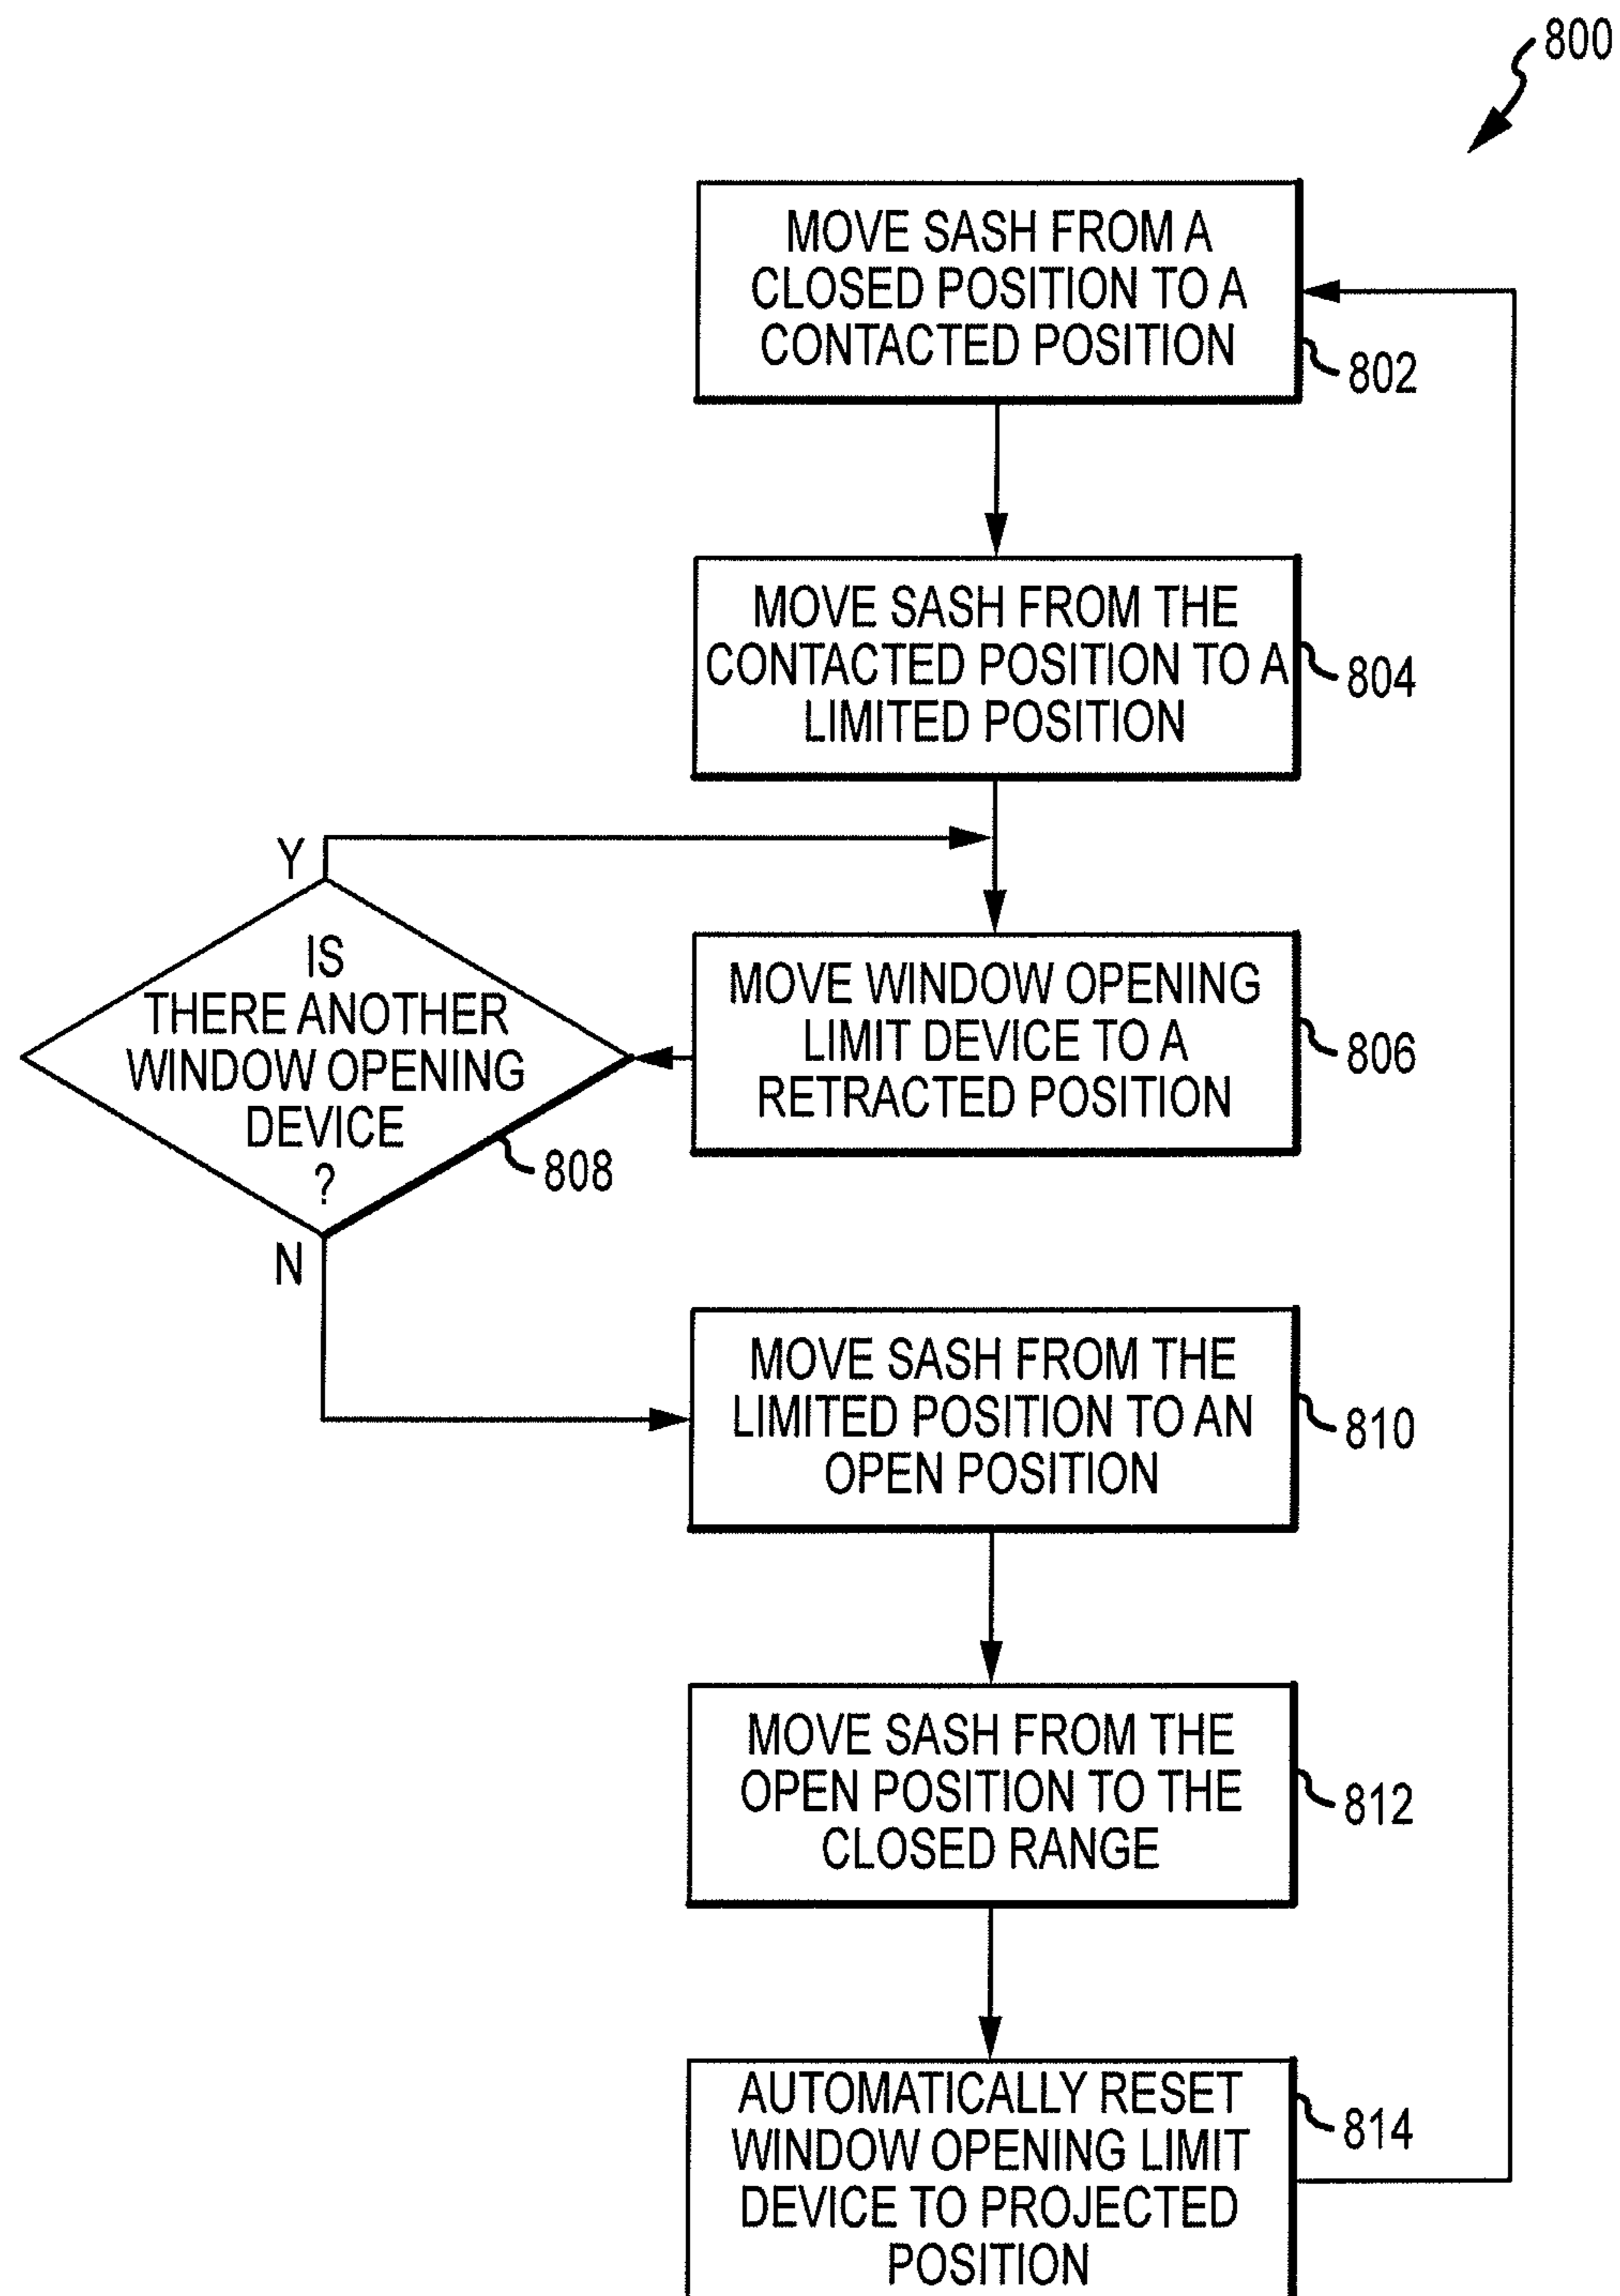 800
MOVE SASH FROM A
CLOSED POSITION TO A
CONTACTED POSITION
802
MOVE SASH FROM THE
CONTACTED POSITION TO A
LIMITED POSITION
804
Y
IS
THERE ANOTHER
WINDOW OPENING
DEVICE
?
808
N
MOVE WINDOW OPENING
LIMIT DEVICE TO A
RETRACTED POSITION
806
MOVE SASH FROM THE
LIMITED POSITION TO AN
OPEN POSITION
810
MOVE SASH FROM THE
OPEN POSITION TO THE
CLOSED RANGE
812
AUTOMATICALLY RESET
WINDOW OPENING LIMIT
DEVICE TO PROJECTED
POSITION
814